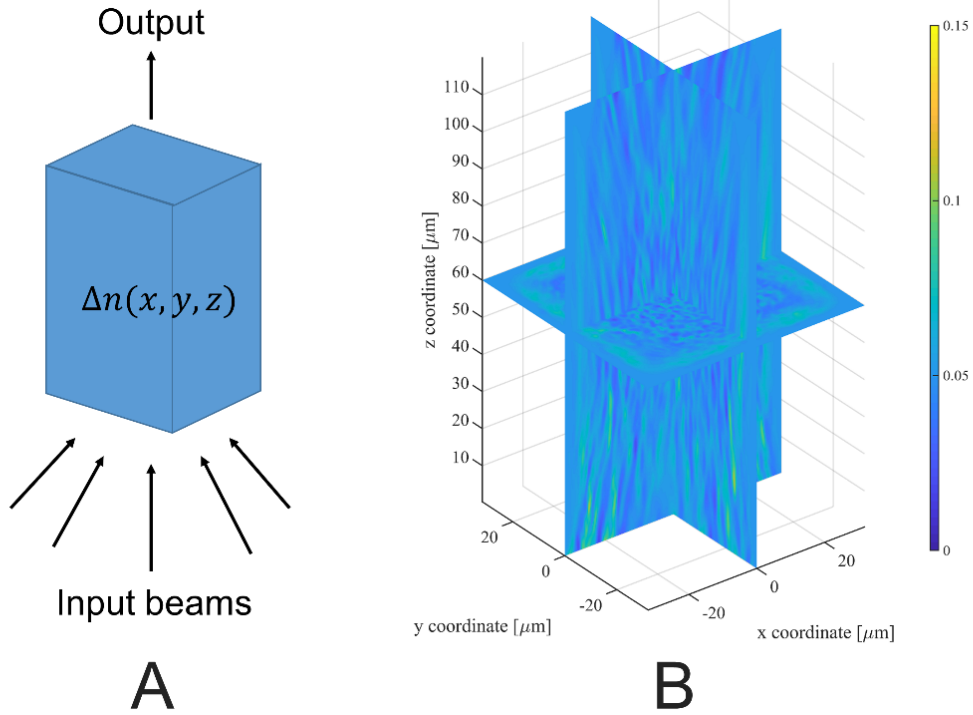 Output
Δn(x, y, z)
Input beams
A
z coordinate [μm]
110
100
90
80
70
60
50
40
30
20
10
20
0
-20
y coordinate [μm]
-20
0
20
x coordinate [μm]
0.15
0.1
0.05
0
B